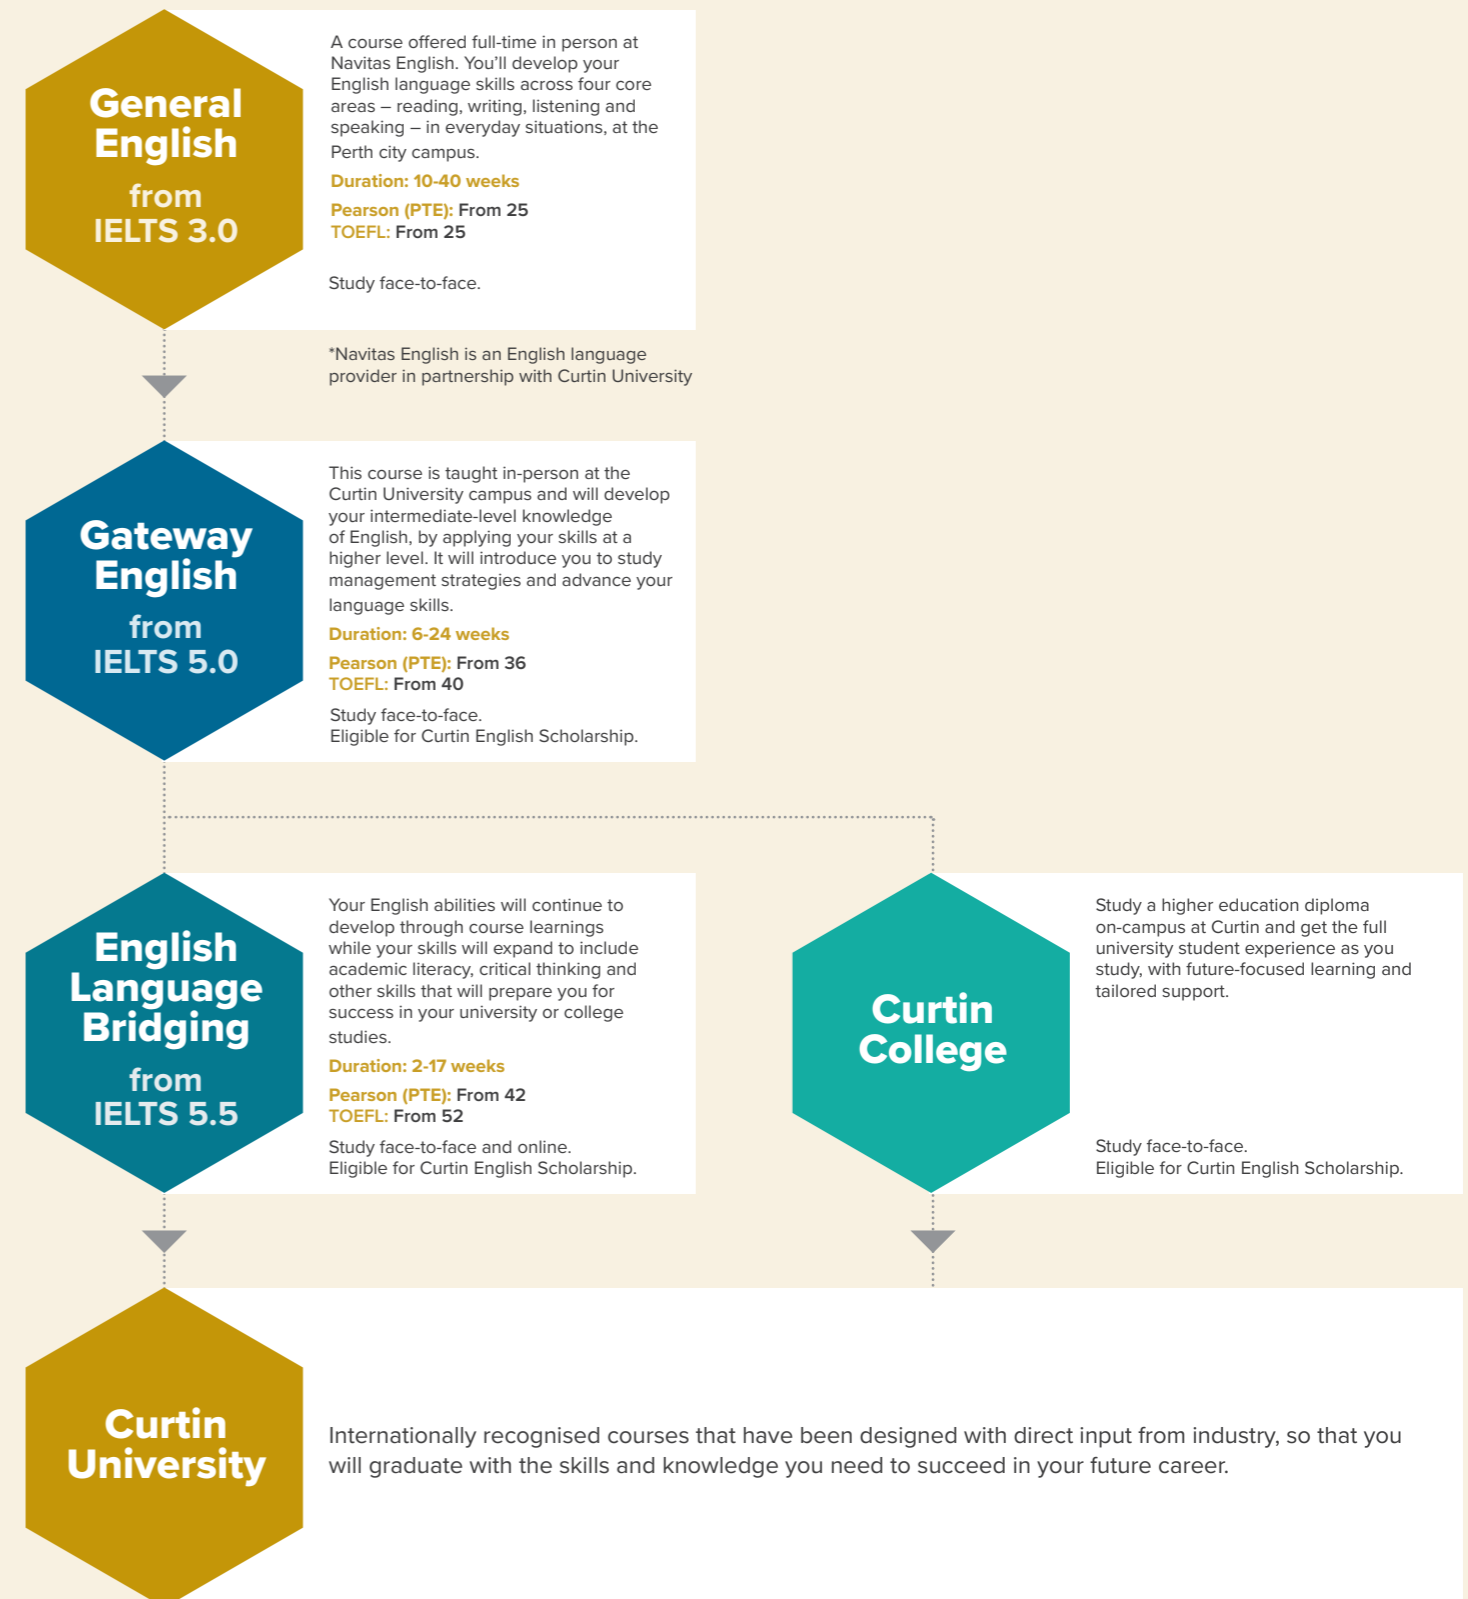 General
English
from
IELTS 3.0
A course offered full-time in person at
Navitas English. You’ll develop your
English language skills across four core
areas – reading, writing, listening and
speaking – in everyday situations, at the
Perth city campus.
Duration: 10-40 weeks
Pearson (PTE): From 25
TOEFL: From 25
Study face-to-face.
*Navitas English is an English language
provider in partnership with Curtin University
Gateway
English
from
IELTS 5.0
This course is taught in-person at the
Curtin University campus and will develop
your intermediate-level knowledge
of English, by applying your skills at a
higher level. It will introduce you to study
management strategies and advance your
language skills.
Duration: 6-24 weeks
Pearson (PTE): From 36
TOEFL: From 40
Study face-to-face.
Eligible for Curtin English Scholarship.
English
Language
Bridging
from
IELTS 5.5
Your English abilities will continue to
develop through course learnings
while your skills will expand to include
academic literacy, critical thinking and
other skills that will prepare you for
success in your university or college
studies.
Duration: 2-17 weeks
Pearson (PTE): From 42
TOEFL: From 52
Study face-to-face and online.
Eligible for Curtin English Scholarship.
Curtin
College
Study a higher education diploma
on-campus at Curtin and get the full
university student experience as you
study, with future-focused learning and
tailored support.
Study face-to-face.
Eligible for Curtin English Scholarship.
Curtin
University
Internationally recognised courses that have been designed with direct input from industry, so that you
will graduate with the skills and knowledge you need to succeed in your future career.